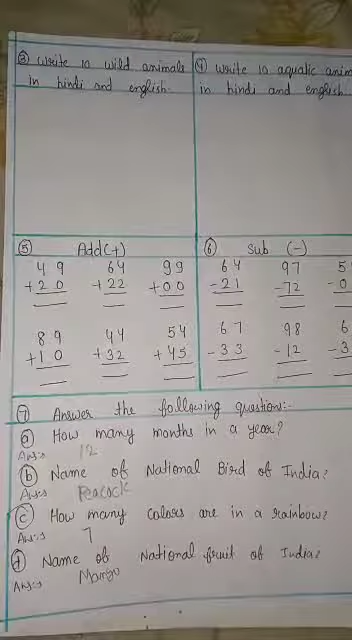 ③ Write 10 wild animals
in hindi and english.
④ Write 10 aquatic anim
in hindi and english
⑤ Add (+)
49 64 99
+20 +22 +00
89 44 54
+10 +32 +45
⑥ Sub (-)
64 97 5
-21 -72 -0
67 98 6
-33 -12 -3
⑦ Answer the following question:-
ⓐ How many months in a year?
Ans:→ 12
ⓑ Name of National Bird of India?
Ans:→ Peacock
ⓒ How many colors are in a rainbow?
Ans:→ 7
ⓓ Name of National fruit of India?
Ans:→ Mango